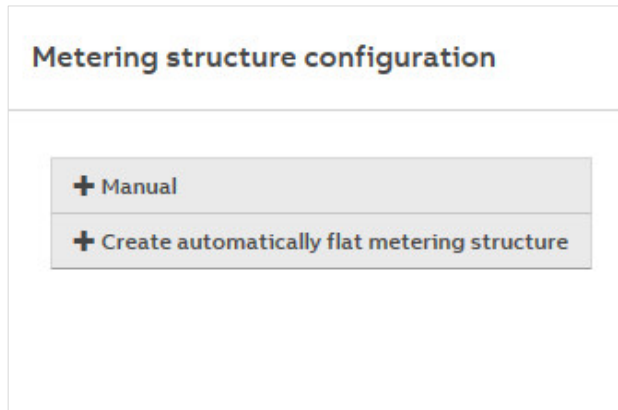 Metering structure configuration
Manual
Create automatically flat metering structure